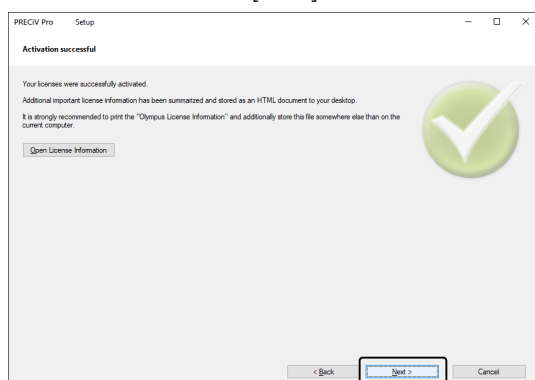 PRECiV Pro Setup
Activation successful
Your licenses were successfully activated.
Additional important license information has been summarized and stored as an HTML document to your desktop.
It is strongly recommended to print the "Olympus License Information" and additionally store this file somewhere else than on the
current computer.
Open License Information
< Back Next > Cancel